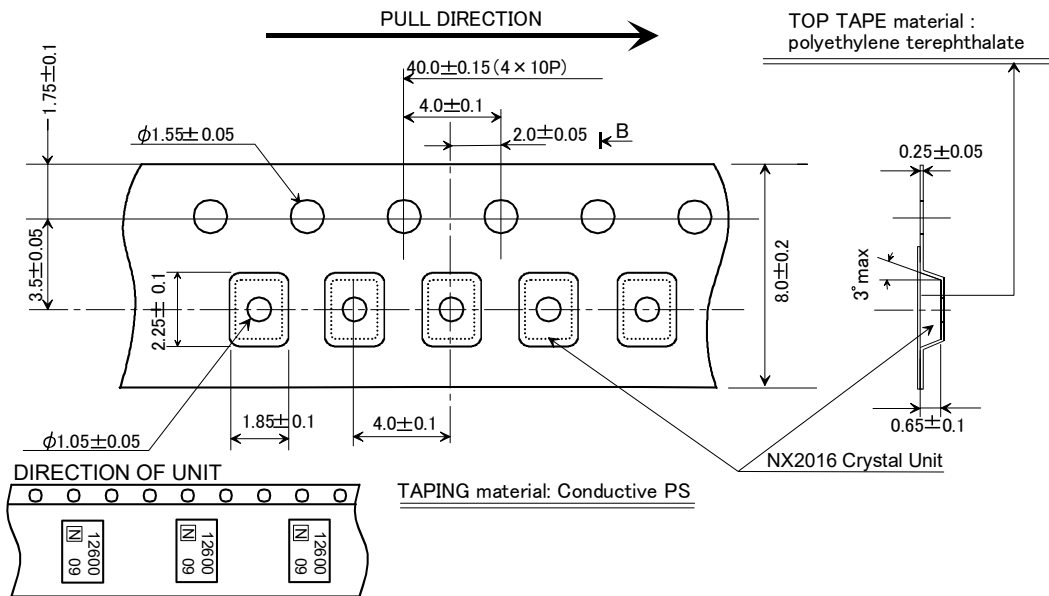 PULL DIRECTION
TOP TAPE material :
polyethylene terephthalate
1.75±0.1
40.0±0.15(4×10P)
4.0±0.1
φ1.55±0.05
2.0±0.05
B
0.25±0.05
3.5±0.05
2.25±0.1
8.0±0.2
3°max
1.85±0.1
4.0±0.1
0.65±0.1
φ1.05±0.05
NX2016 Crystal Unit
DIRECTION OF UNIT
TAPING material: Conductive PS
12600
N 09
12600
N 09
12600
N 09